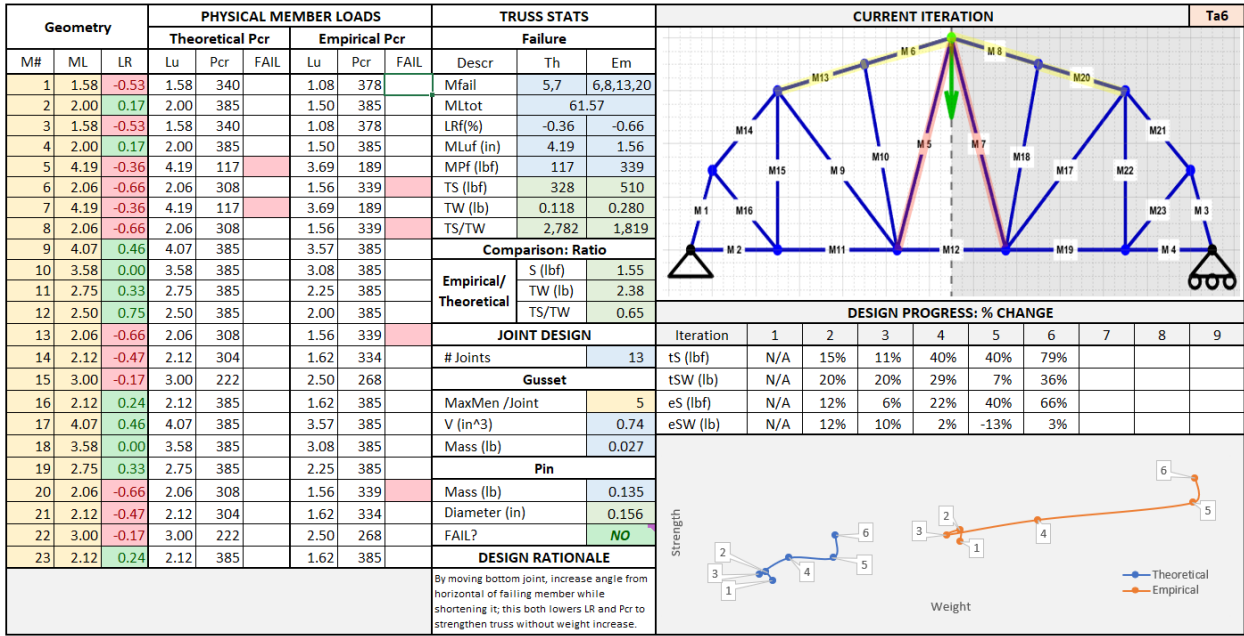 Geometry PHYSICAL MEMBER LOADS TRUSS STATS CURRENT ITERATION Ta6
Theoretical Pcr Empirical Pcr Failure
M# ML LR Lu Pcr FAIL Lu Pcr FAIL Descr Th Em
1 1.58 -0.53 1.58 340 1.08 378 Mfail 5,7 6,8,13,20
2 2.00 0.17 2.00 385 1.50 385 MLtot 61.57
3 1.58 -0.53 1.58 340 1.08 378 LRf(%) -0.36 -0.66
4 2.00 0.17 2.00 385 1.50 385 MLuf (in) 4.19 1.56
5 4.19 -0.36 4.19 117 3.69 189 MPf (lbf) 117 339
6 2.06 -0.66 2.06 308 1.56 339 TS (lbf) 328 510
7 4.19 -0.36 4.19 117 3.69 189 TW (lb) 0.118 0.280
8 2.06 -0.66 2.06 308 1.56 339 TS/TW 2,782 1,819
9 4.07 0.46 4.07 385 3.57 385 Comparison: Ratio
10 3.58 0.00 3.58 385 3.08 385 Empirical/ Theoretical S (lbf) 1.55
11 2.75 0.33 2.75 385 2.25 385 TW (lb) 2.38
12 2.50 0.75 2.50 385 2.00 385 TS/TW 0.65
13 2.06 -0.66 2.06 308 1.56 339 JOINT DESIGN
14 2.12 -0.47 2.12 304 1.62 334 # Joints 13
15 3.00 -0.17 3.00 222 2.50 268 Gusset
16 2.12 0.24 2.12 385 1.62 385 MaxMen /Joint 5
17 4.07 0.46 4.07 385 3.57 385 V (in^3) 0.74
18 3.58 0.00 3.58 385 3.08 385 Mass (lb) 0.027
19 2.75 0.33 2.75 385 2.25 385 Pin
20 2.06 -0.66 2.06 308 1.56 339 Mass (lb) 0.135
21 2.12 -0.47 2.12 304 1.62 334 Diameter (in) 0.156
22 3.00 -0.17 3.00 222 2.50 268 FAIL? NO
23 2.12 0.24 2.12 385 1.62 385 DESIGN RATIONALE
By moving bottom joint, increase angle from
horizontal of failing member while
shortening it; this both lowers LR and Pcr to
strengthen truss without weight increase.
M 6 M 8
M13 M20
M14 M 5 M 7 M21
M10 M18
M15 M 9 M17 M22
M 1 M16 M23 M 3
M 2 M11 M12 M19 M 4
DESIGN PROGRESS: % CHANGE
Iteration 1 2 3 4 5 6 7 8 9
tS (lbf) N/A 15% 11% 40% 40% 79%
tSW (lb) N/A 20% 20% 29% 7% 36%
eS (lbf) N/A 12% 6% 22% 40% 66%
eSW (lb) N/A 12% 10% 2% -13% 3%
Strength
6
5
2
3
1
4
6
2
3
1
4
5
Theoretical
Empirical
Weight